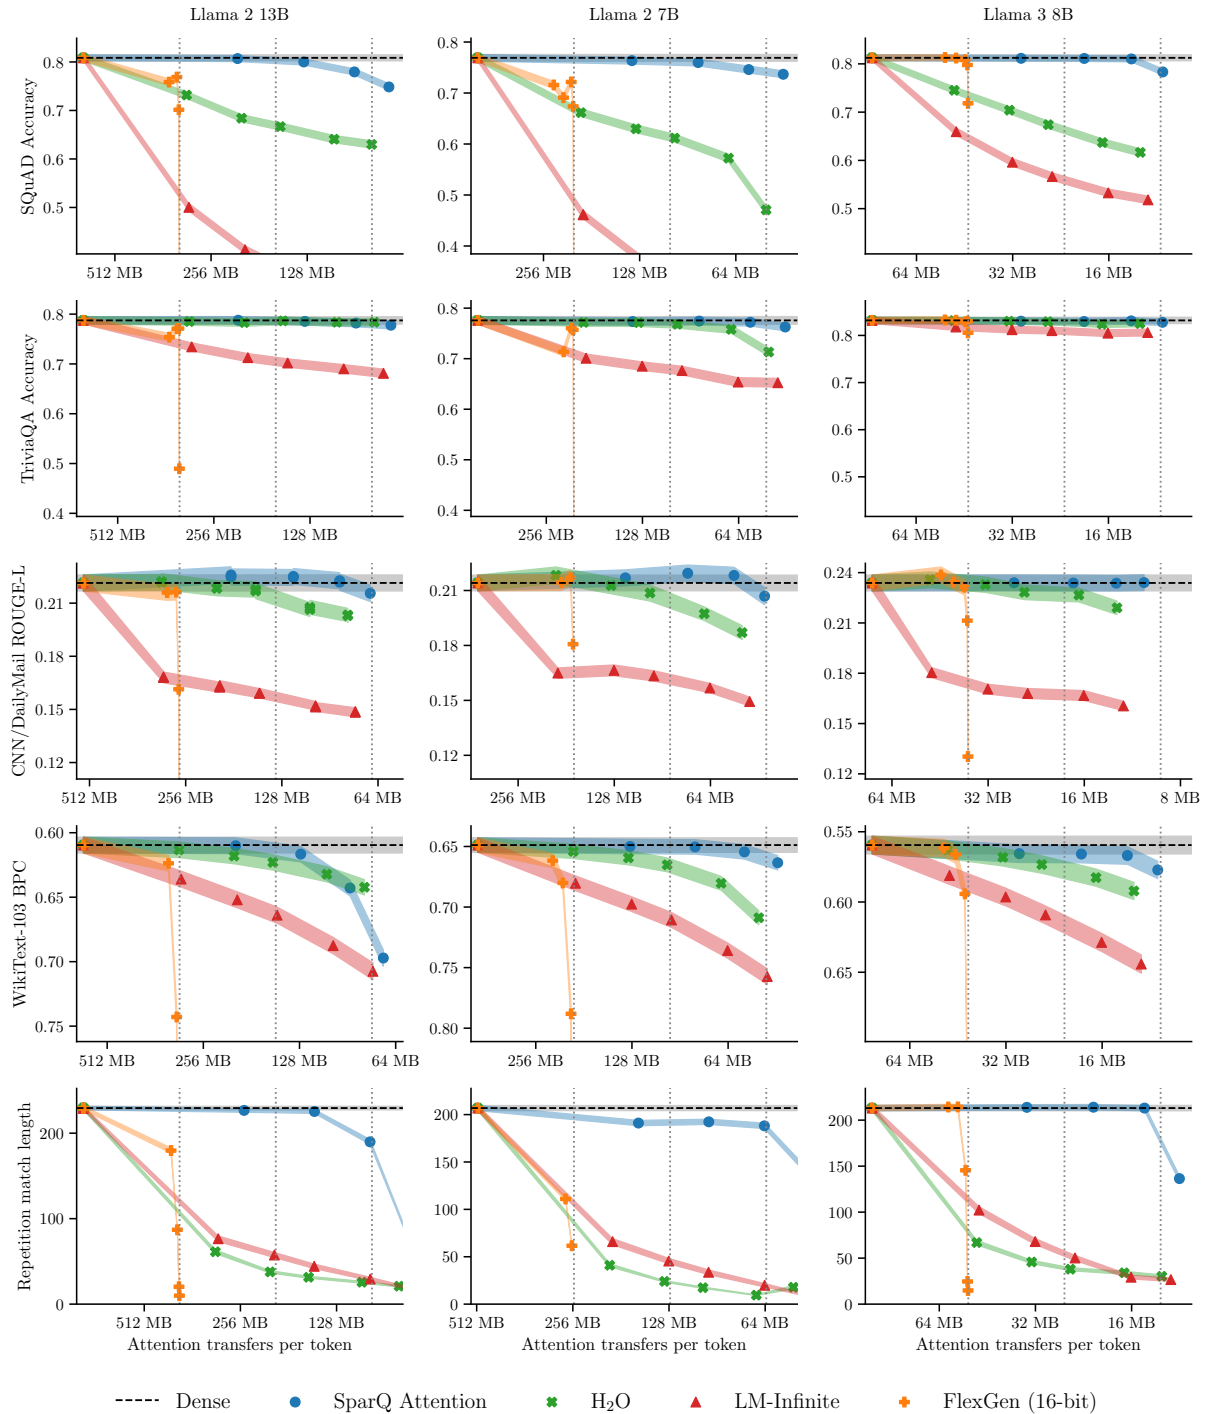 Llama 2 13B Llama 2 7B Llama 3 8B
SQuAD Accuracy
0.8 0.7 0.6 0.5
512 MB 256 MB 128 MB
0.8 0.7 0.6 0.5 0.4
256 MB 128 MB 64 MB
0.8 0.7 0.6 0.5
64 MB 32 MB 16 MB
TriviaQA Accuracy
0.8 0.7 0.6 0.5 0.4
512 MB 256 MB 128 MB
0.8 0.7 0.6 0.5 0.4
256 MB 128 MB 64 MB
0.8 0.7 0.6 0.5
64 MB 32 MB 16 MB
CNN/DailyMail ROUGE-L
0.21 0.18 0.15 0.12
512 MB 256 MB 128 MB 64 MB
0.21 0.18 0.15 0.12
256 MB 128 MB 64 MB
0.24 0.21 0.18 0.15 0.12
64 MB 32 MB 16 MB 8 MB
WikiText-103 BPC
0.60 0.65 0.70 0.75
512 MB 256 MB 128 MB 64 MB
0.65 0.70 0.75 0.80
256 MB 128 MB 64 MB
0.55 0.60 0.65
64 MB 32 MB 16 MB
Repetition match length
200 100 0
512 MB 256 MB 128 MB
Attention transfers per token
200 150 100 50 0
512 MB 256 MB 128 MB 64 MB
Attention transfers per token
200 150 100 50 0
64 MB 32 MB 16 MB
Attention transfers per token
Dense SparQ Attention H₂O LM-Infinite FlexGen (16-bit)